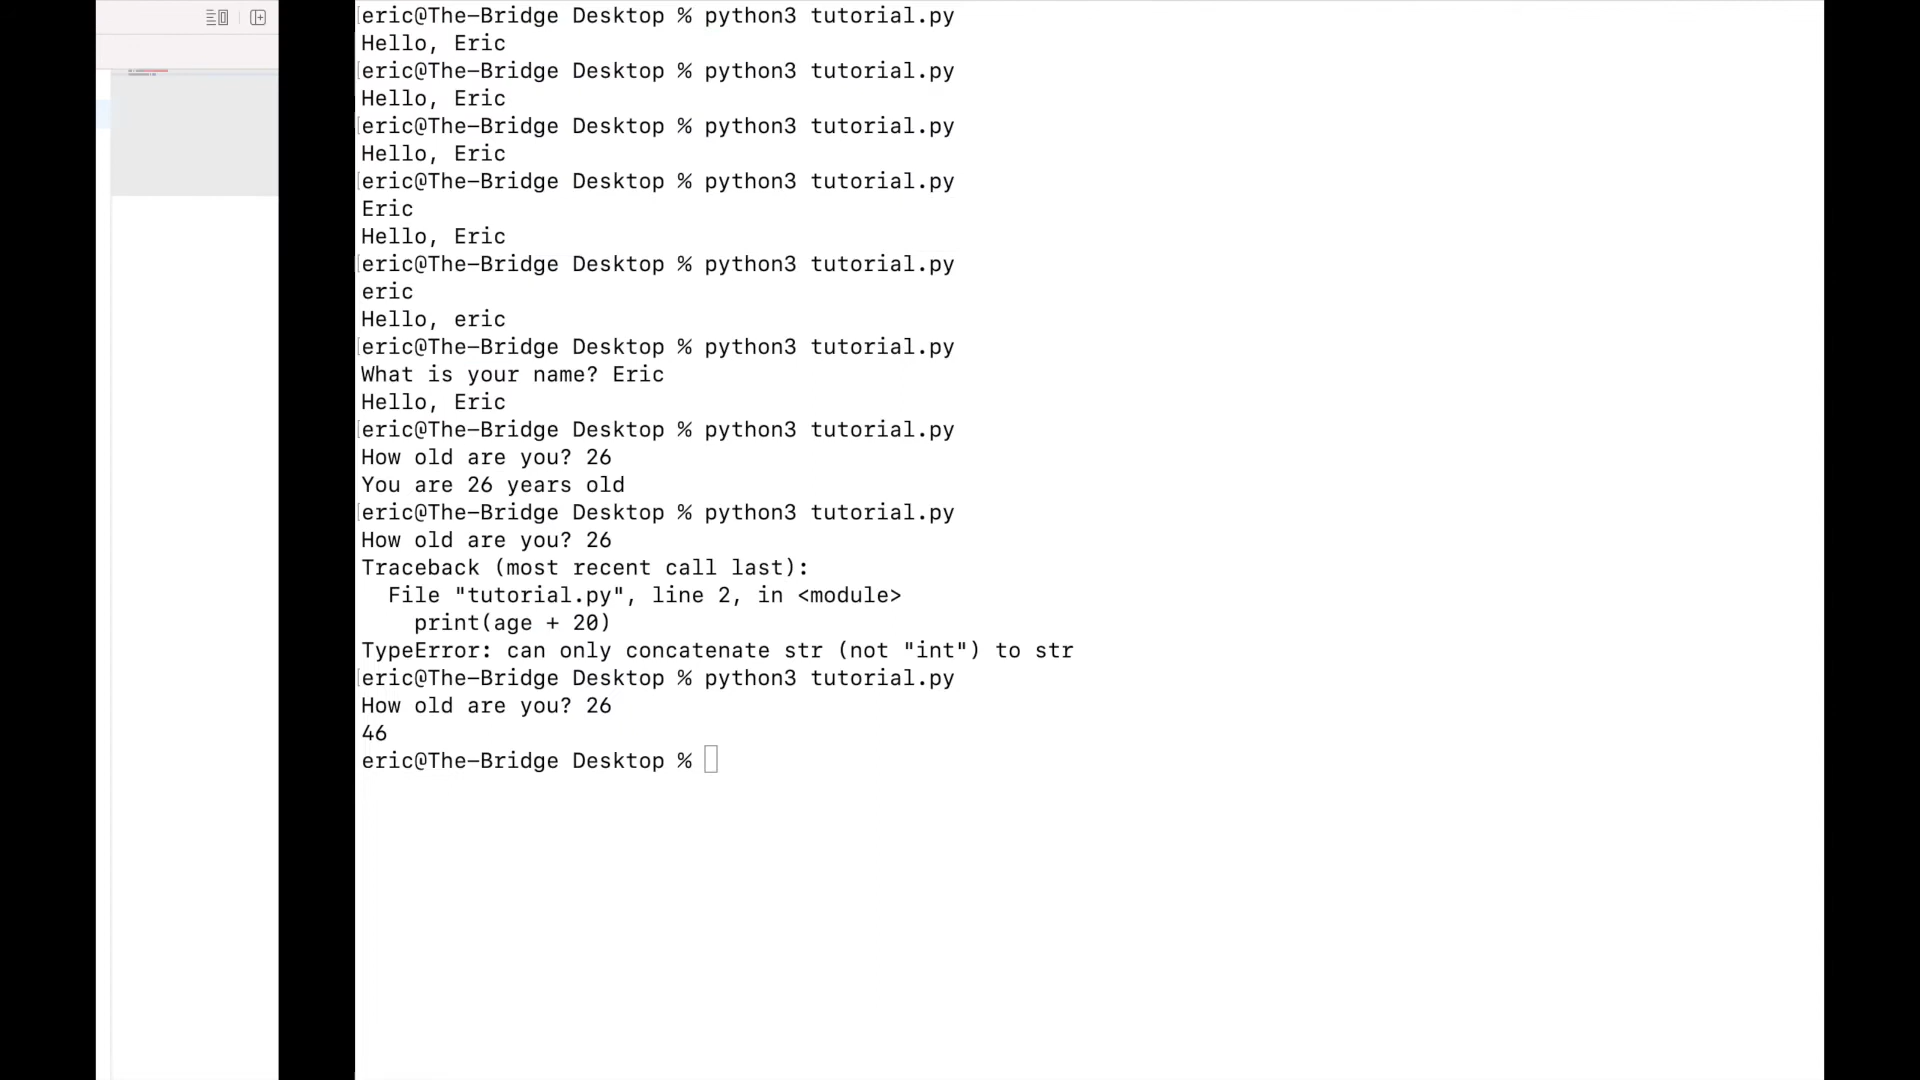 eric@The-Bridge Desktop % python3 tutorial.py
Hello, Eric
eric@The-Bridge Desktop % python3 tutorial.py
Hello, Eric
eric@The-Bridge Desktop % python3 tutorial.py
Hello, Eric
eric@The-Bridge Desktop % python3 tutorial.py
Eric
Hello, Eric
eric@The-Bridge Desktop % python3 tutorial.py
eric
Hello, eric
eric@The-Bridge Desktop % python3 tutorial.py
What is your name? Eric
Hello, Eric
eric@The-Bridge Desktop % python3 tutorial.py
How old are you? 26
You are 26 years old
eric@The-Bridge Desktop % python3 tutorial.py
How old are you? 26
Traceback (most recent call last):
  File "tutorial.py", line 2, in <module>
    print(age + 20)
TypeError: can only concatenate str (not "int") to str
eric@The-Bridge Desktop % python3 tutorial.py
How old are you? 26
46
eric@The-Bridge Desktop %